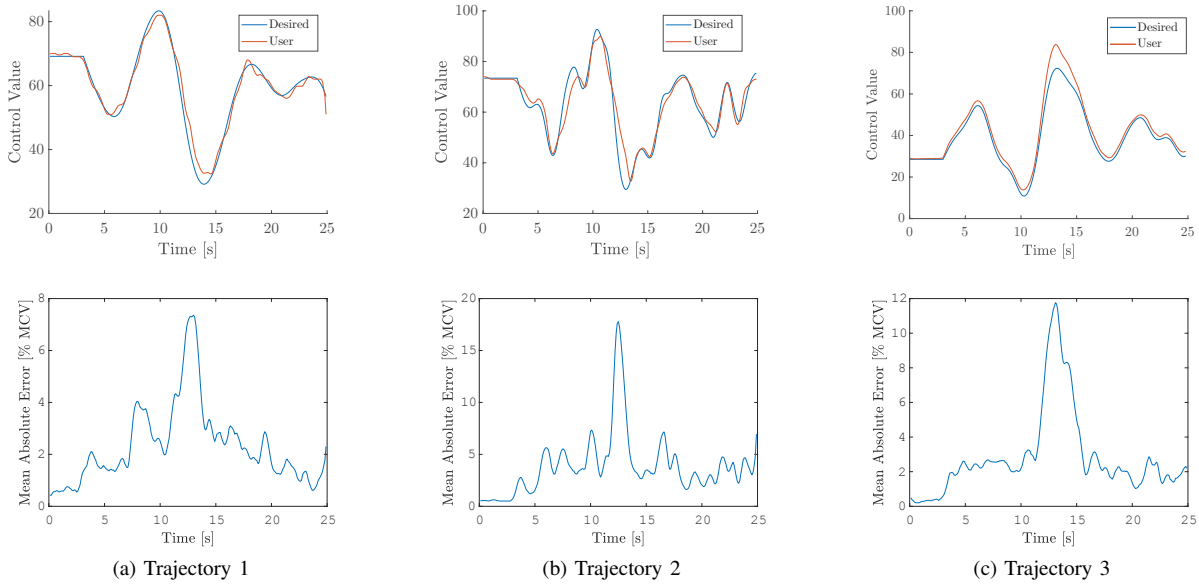 Control Value
80
60
40
20
0 5 10 15 20 25
Time [s]
Desired
User
Control Value
100
80
60
40
20
0 5 10 15 20 25
Time [s]
Desired
User
Control Value
100
80
60
40
20
0
0 5 10 15 20 25
Time [s]
Desired
User
Mean Absolute Error [% MCV]
8
6
4
2
0
0 5 10 15 20 25
Time [s]
(a) Trajectory 1
Mean Absolute Error [% MCV]
20
15
10
5
0
0 5 10 15 20 25
Time [s]
(b) Trajectory 2
Mean Absolute Error [% MCV]
12
10
8
6
4
2
0
0 5 10 15 20 25
Time [s]
(c) Trajectory 3